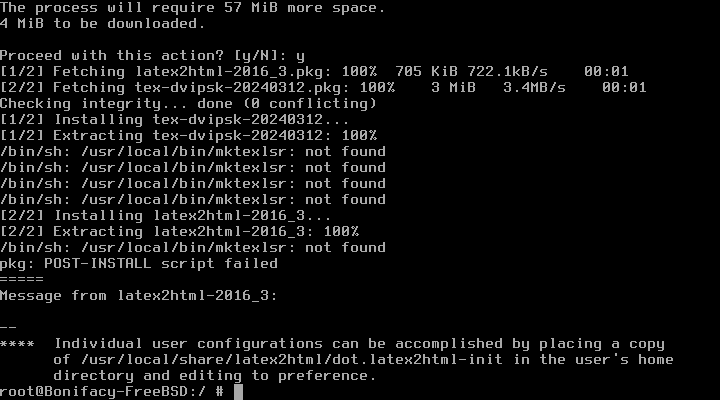 The process will require 57 MiB more space.
4 MiB to be downloaded.
Proceed with this action? [y/N]: y
[1/2] Fetching latex2html-2016_3.pkg: 100%  705 KiB 722.1kB/s    00:01
[2/2] Fetching tex-dvipsk-20240312.pkg: 100%    3 MiB   3.4MB/s    00:01
Checking integrity... done (0 conflicting)
[1/2] Installing tex-dvipsk-20240312...
[1/2] Extracting tex-dvipsk-20240312: 100%
/bin/sh: /usr/local/bin/mktexlsr: not found
/bin/sh: /usr/local/bin/mktexlsr: not found
/bin/sh: /usr/local/bin/mktexlsr: not found
/bin/sh: /usr/local/bin/mktexlsr: not found
[2/2] Installing latex2html-2016_3...
[2/2] Extracting latex2html-2016_3: 100%
/bin/sh: /usr/local/bin/mktexlsr: not found
pkg: POST-INSTALL script failed
=====
Message from latex2html-2016_3:
--
****  Individual user configurations can be accomplished by placing a copy
      of /usr/local/share/latex2html/dot.latex2html-init in the user's home
      directory and editing to preference.
root@Bonifacy-FreeBSD:/ #